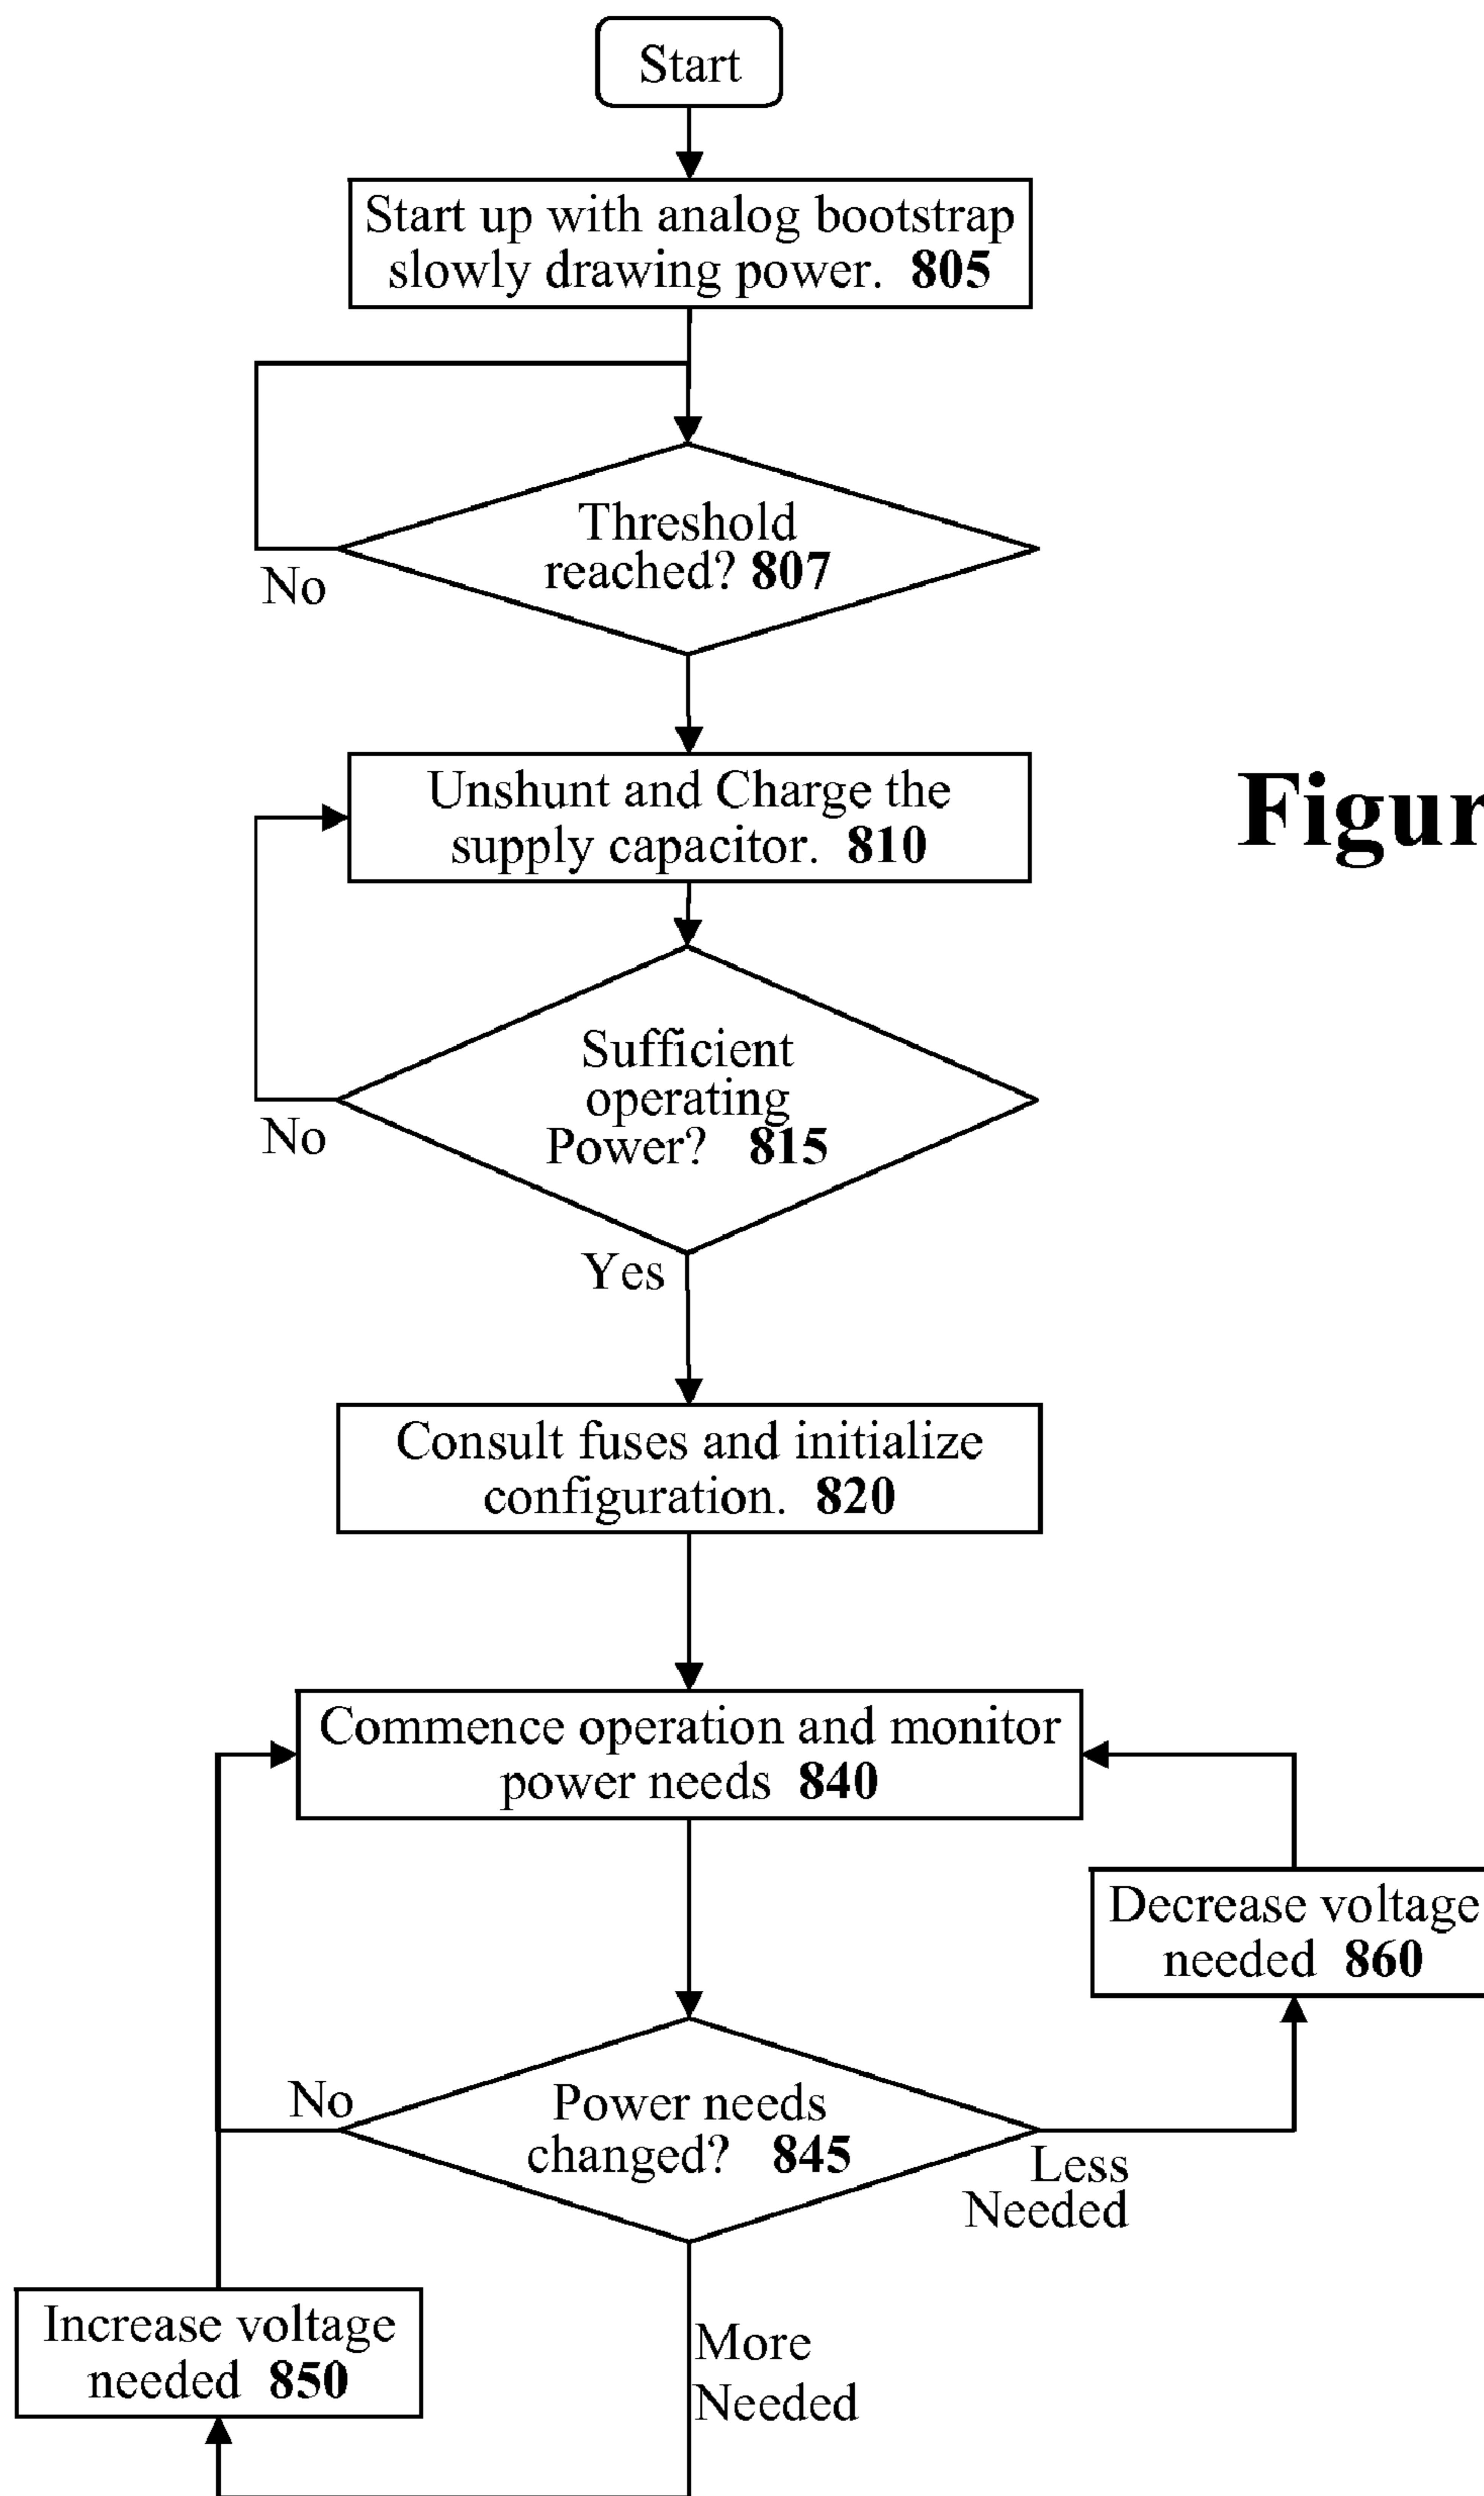 Start
Start up with analog bootstrap
slowly drawing power. 805
Threshold
reached? 807
No
Unshunt and Charge the
supply capacitor. 810
Figur
Sufficient
operating
Power? 815
No
Yes
Consult fuses and initialize
configuration. 820
Commence operation and monitor
power needs 840
Decrease voltage
needed 860
No
Power needs
changed? 845
Less
Needed
Increase voltage
needed 850
More
Needed